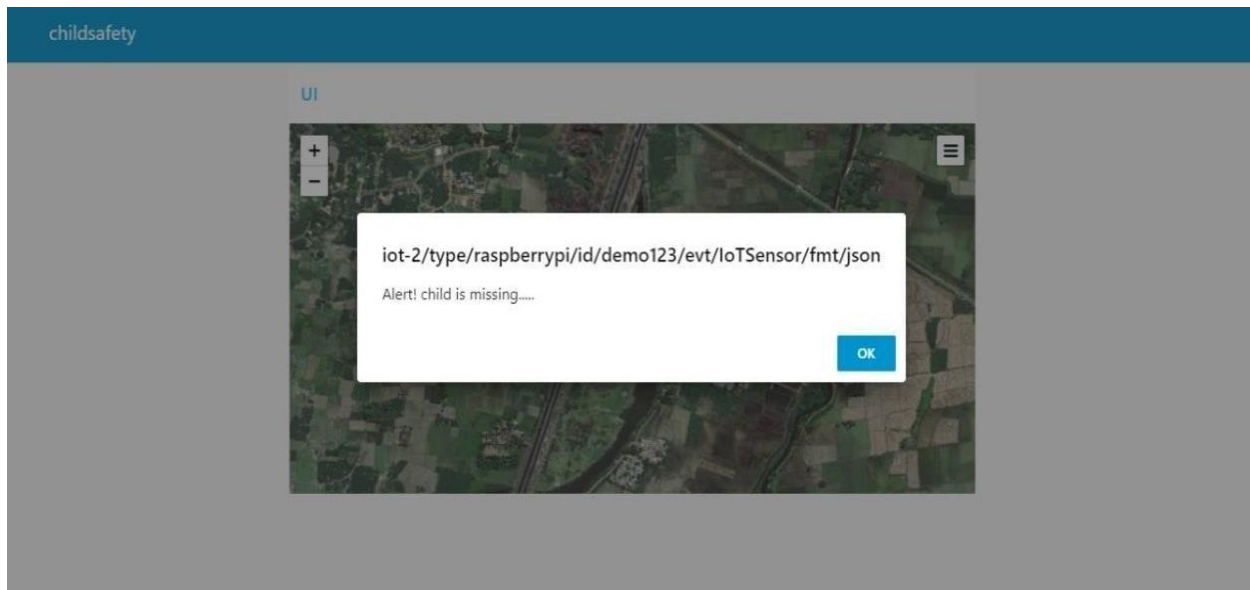 childsafety
UI
+
−
iot-2/type/raspberrypi/id/demo123/evt/IoTSensor/fmt/json
Alert! child is missing.....
OK